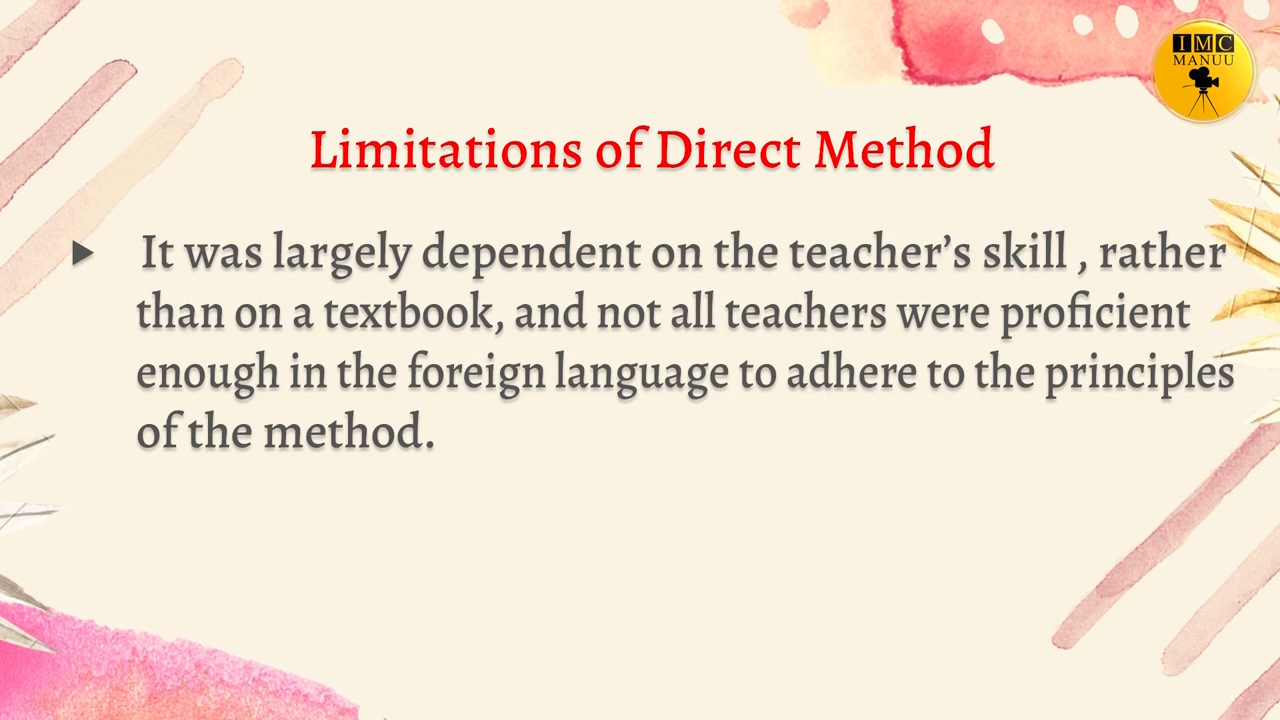 IMC
MANUU
Limitations of Direct Method
It was largely dependent on the teacher’s skill , rather
than on a textbook, and not all teachers were proficient
enough in the foreign language to adhere to the principles
of the method.